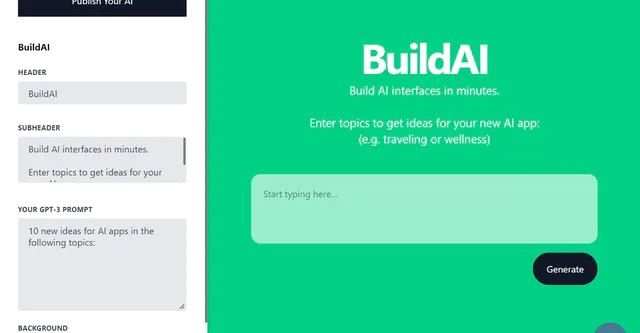 Publish Your AI
BuildAI
HEADER
BuildAI
SUBHEADER
Build AI interfaces in minutes.
Enter topics to get ideas for your
YOUR GPT-3 PROMPT
10 new ideas for AI apps in the
following topics:
BACKGROUND
BuildAI
Build AI interfaces in minutes.
Enter topics to get ideas for your new AI app:
(e.g. traveling or wellness)
Start typing here...
Generate